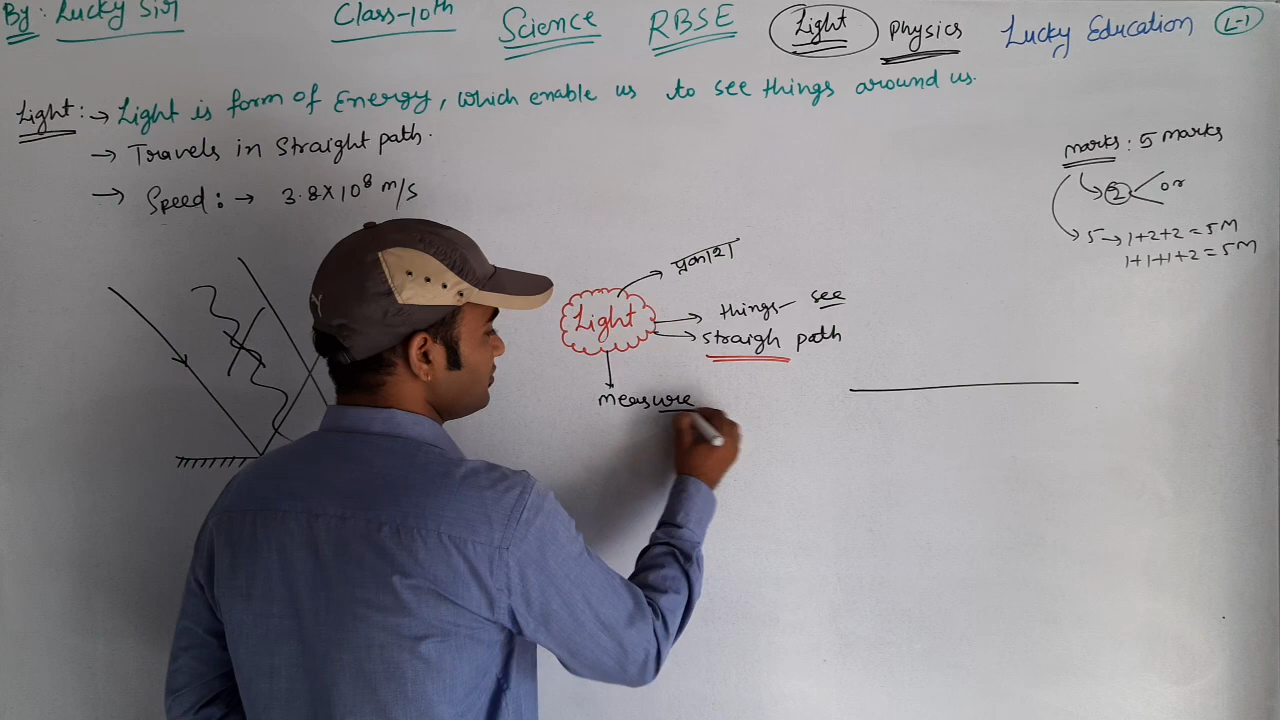 By: Lucky Sir Class-10th Science RBSE Light Physics Lucky Education L-1
Light :→ Light is form of Energy, which enable us to see things around us.
→ Travels in Straight path.
→ Speed :→ 3.8×10⁸ m/s
marks : 5 marks
2 or
5→1+2+2=5M
1+1+1+2=5M
प्रकाश
Light
things- see
straigh path
measure